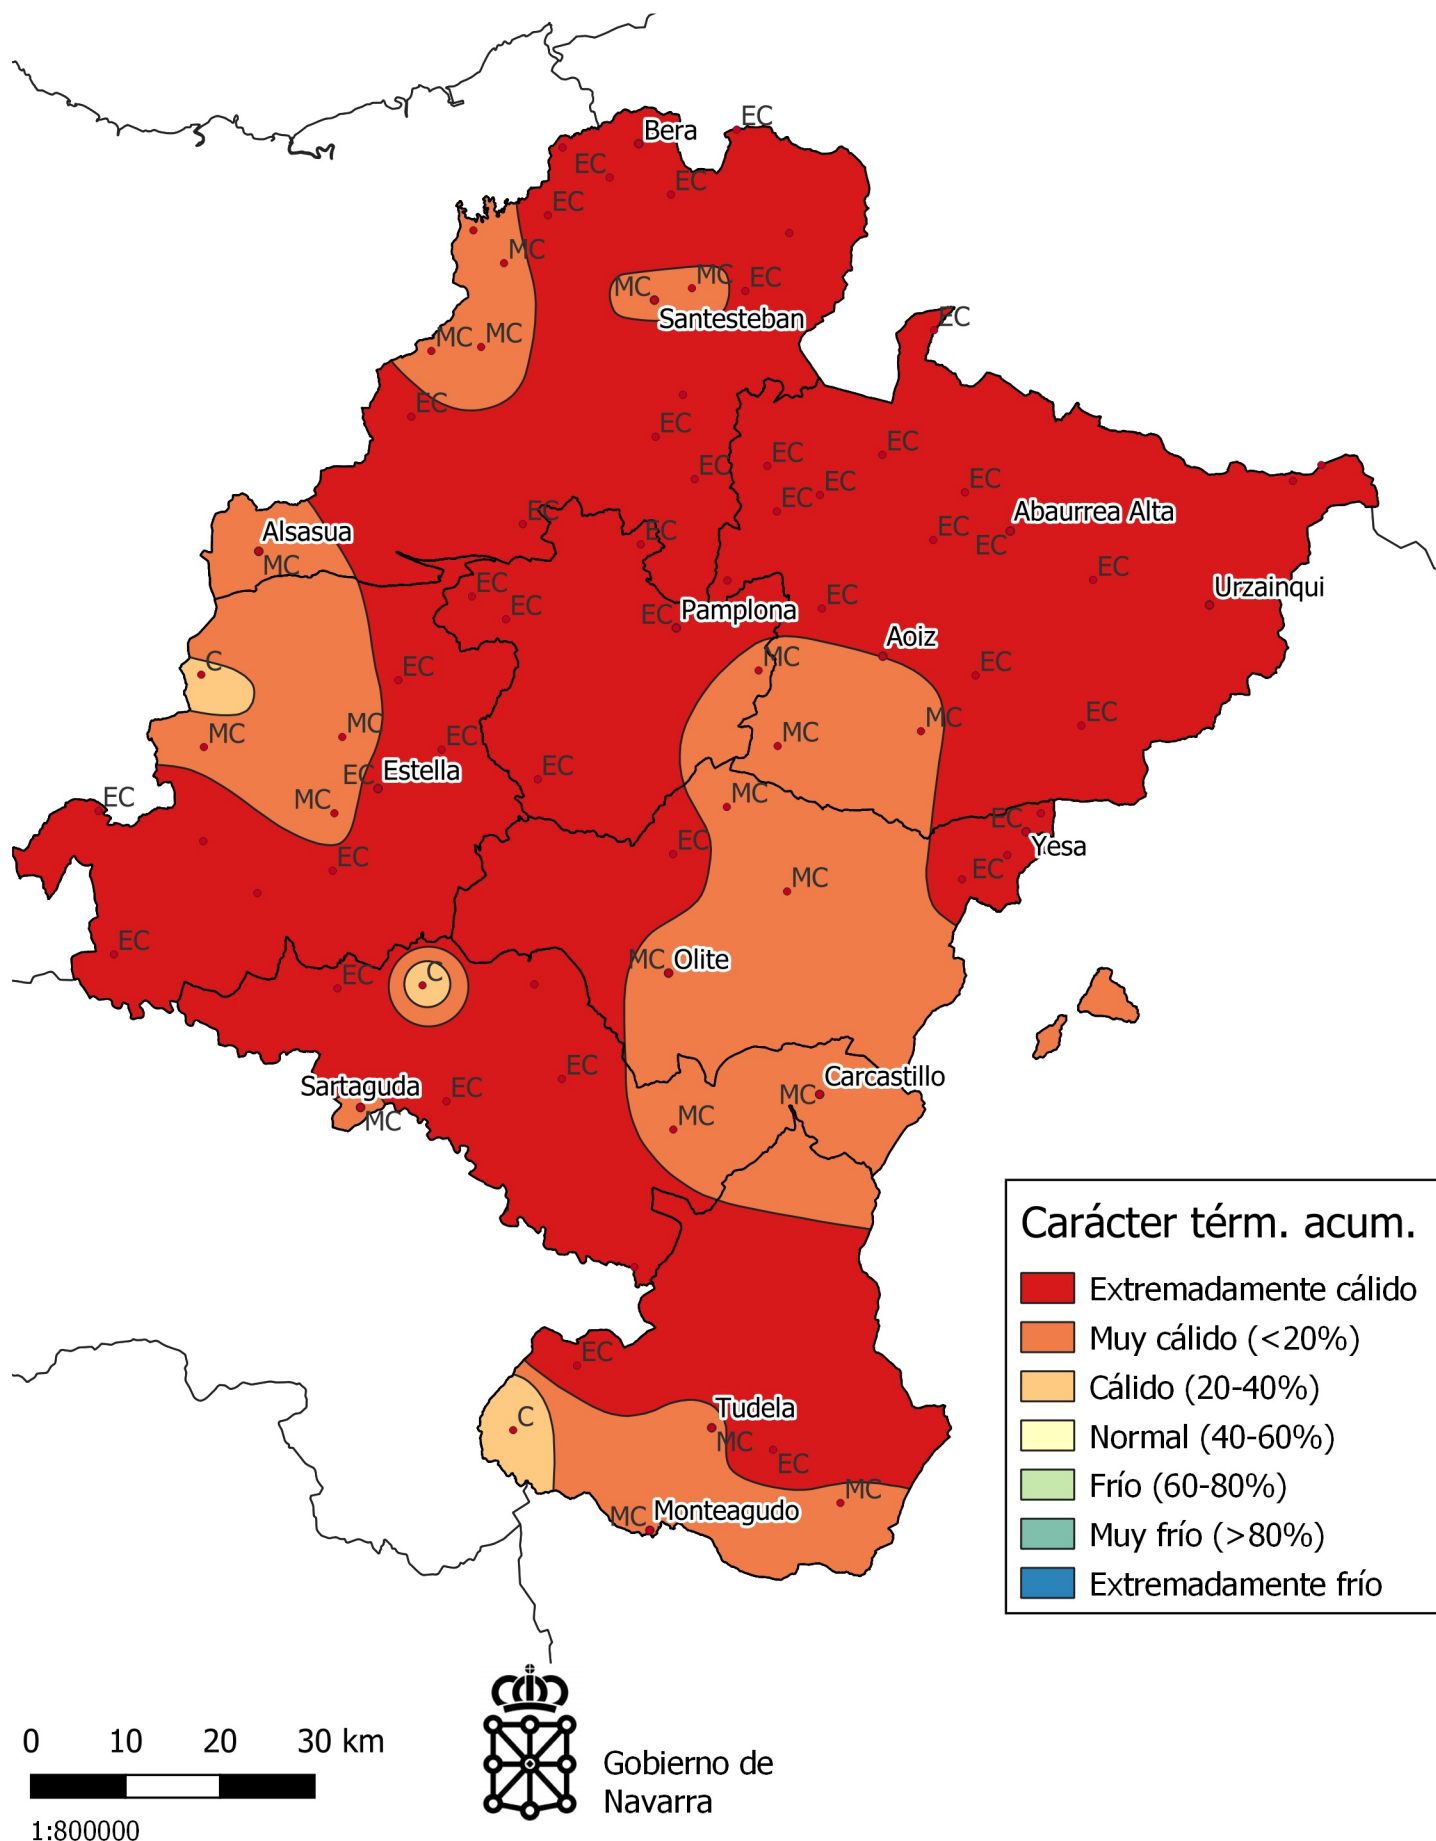 EC
Bera
EC
EC
EC
MC
MC
MC
EC
Santesteban
EC
MC
MC
EC
EC
EC
EC
EC
EC
EC
EC
Abaurrea Alta
EC
EC
Alsasua
MC
EC
EC
EC
EC
Urzainqui
EC
EC
EC
Pamplona
EC
Aoiz
C
EC
MC
EC
MC
MC
EC
MC
MC
EC
EC
Estella
EC
EC
MC
MC
EC
EC
Yesa
EC
EC
EC
MC
EC
MC
Olite
EC
C
Sartaguda
MC
EC
EC
Carcastillo
MC
MC
EC
C
Tudela
MC
EC
MC
MC
Monteagudo
Carácter térm. acum.
Extremadamente cálido
Muy cálido (<20%)
Cálido (20-40%)
Normal (40-60%)
Frío (60-80%)
Muy frío (>80%)
Extremadamente frío
0 10 20 30 km
1:800000
Gobierno de
Navarra